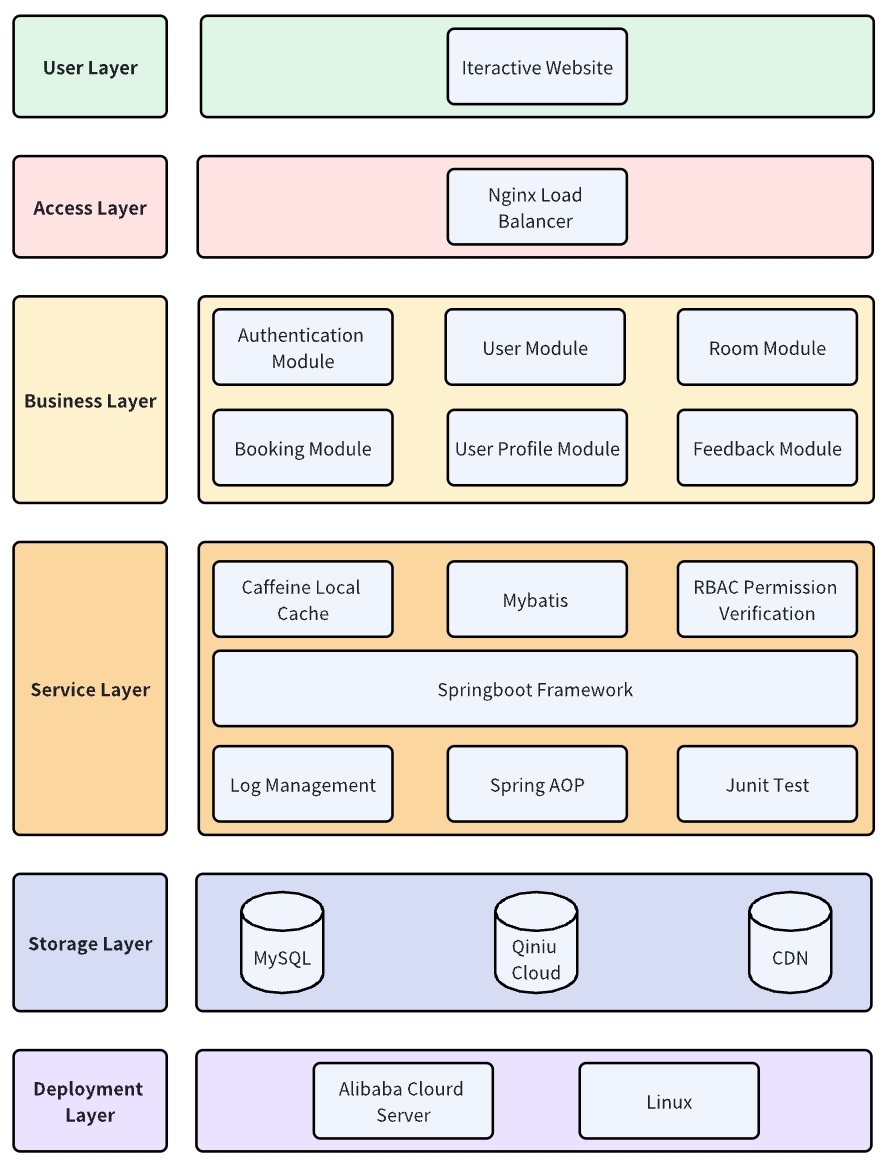 User Layer
Iteractive Website
Access Layer
Nginx Load
Balancer
Business Layer
Authentication
Module
User Module
Room Module
Booking Module
User Profile Module
Feedback Module
Service Layer
Caffeine Local
Cache
Mybatis
RBAC Permission
Verification
Springboot Framework
Log Management
Spring AOP
Junit Test
Storage Layer
MySQL
Qiniu
Cloud
CDN
Deployment
Layer
Alibaba Clourd
Server
Linux